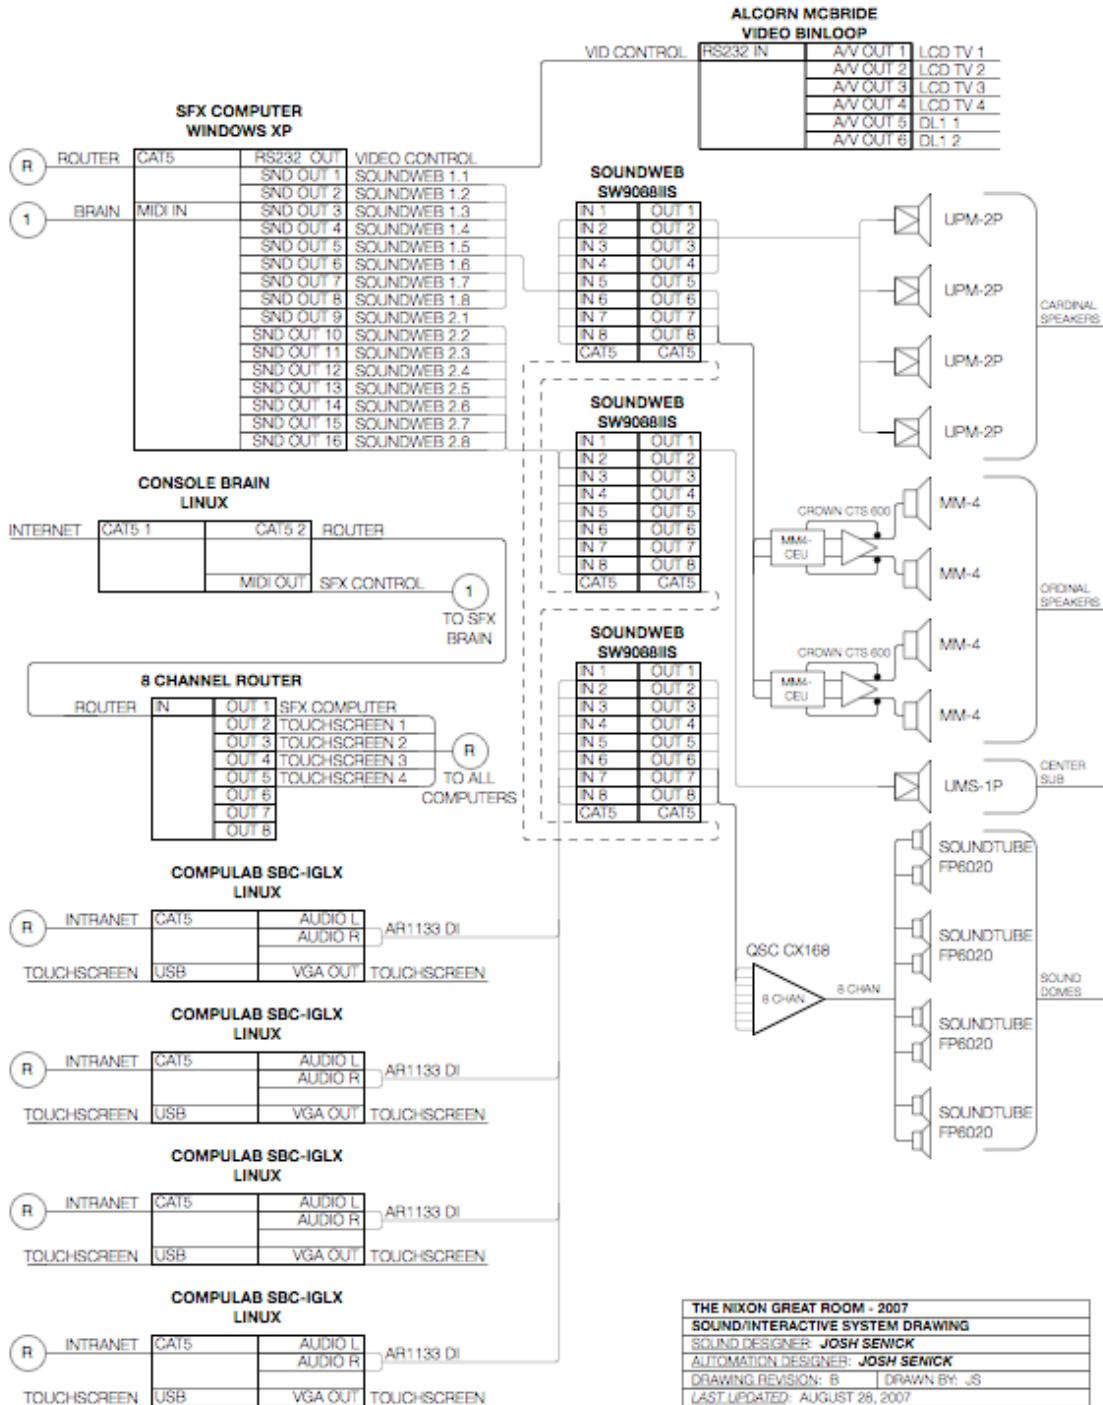 ALCORN MCBRIDE
VIDEO BINLOOP
VID CONTROL RS232 IN A/V OUT 1 LCD TV 1
A/V OUT 2 LCD TV 2
A/V OUT 3 LCD TV 3
A/V OUT 4 LCD TV 4
A/V OUT 5 DL1 1
A/V OUT 6 DL1 2
SFX COMPUTER
WINDOWS XP
R ROUTER CAT5 RS232 OUT VIDEO CONTROL
SND OUT 1 SOUNDWEB 1.1
SND OUT 2 SOUNDWEB 1.2
1 BRAIN MIDI IN SND OUT 3 SOUNDWEB 1.3
SND OUT 4 SOUNDWEB 1.4
SND OUT 5 SOUNDWEB 1.5
SND OUT 6 SOUNDWEB 1.6
SND OUT 7 SOUNDWEB 1.7
SND OUT 8 SOUNDWEB 1.8
SND OUT 9 SOUNDWEB 2.1
SND OUT 10 SOUNDWEB 2.2
SND OUT 11 SOUNDWEB 2.3
SND OUT 12 SOUNDWEB 2.4
SND OUT 13 SOUNDWEB 2.5
SND OUT 14 SOUNDWEB 2.6
SND OUT 15 SOUNDWEB 2.7
SND OUT 16 SOUNDWEB 2.8
SOUNDWEB
SW9088IIS
IN 1 OUT 1
IN 2 OUT 2
IN 3 OUT 3
IN 4 OUT 4
IN 5 OUT 5
IN 6 OUT 6
IN 7 OUT 7
IN 8 OUT 8
CAT5 CAT5
UPM-2P
UPM-2P
UPM-2P
UPM-2P
CARDINAL
SPEAKERS
SOUNDWEB
SW9088IIS
IN 1 OUT 1
IN 2 OUT 2
IN 3 OUT 3
IN 4 OUT 4
IN 5 OUT 5
IN 6 OUT 6
IN 7 OUT 7
IN 8 OUT 8
CAT5 CAT5
CROWN CTS 600
MM4-
CEU
MM-4
MM-4
CROWN CTS 600
MM4-
CEU
MM-4
MM-4
ORDINAL
SPEAKERS
CONSOLE BRAIN
LINUX
INTERNET CAT5 1 CAT5 2 ROUTER
MIDI OUT SFX CONTROL 1
TO SFX
BRAIN
8 CHANNEL ROUTER
ROUTER IN OUT 1 SFX COMPUTER
OUT 2 TOUCHSCREEN 1
OUT 3 TOUCHSCREEN 2
OUT 4 TOUCHSCREEN 3
OUT 5 TOUCHSCREEN 4
OUT 6
OUT 7
OUT 8
R
TO ALL
COMPUTERS
SOUNDWEB
SW9088IIS
IN 1 OUT 1
IN 2 OUT 2
IN 3 OUT 3
IN 4 OUT 4
IN 5 OUT 5
IN 6 OUT 6
IN 7 OUT 7
IN 8 OUT 8
CAT5 CAT5
UMS-1P
CENTER
SUB
SOUNDTUBE
FP6020
SOUNDTUBE
FP6020
SOUNDTUBE
FP6020
SOUNDTUBE
FP6020
SOUND
DOMES
QSC CX168
8 CHAN
8 CHAN
COMPULAB SBC-IGLX
LINUX
R INTRANET CAT5 AUDIO L
AUDIO R AR1133 DI
TOUCHSCREEN USB VGA OUT TOUCHSCREEN
COMPULAB SBC-IGLX
LINUX
R INTRANET CAT5 AUDIO L
AUDIO R AR1133 DI
TOUCHSCREEN USB VGA OUT TOUCHSCREEN
COMPULAB SBC-IGLX
LINUX
R INTRANET CAT5 AUDIO L
AUDIO R AR1133 DI
TOUCHSCREEN USB VGA OUT TOUCHSCREEN
COMPULAB SBC-IGLX
LINUX
R INTRANET CAT5 AUDIO L
AUDIO R AR1133 DI
TOUCHSCREEN USB VGA OUT TOUCHSCREEN
THE NIXON GREAT ROOM - 2007
SOUND/INTERACTIVE SYSTEM DRAWING
SOUND DESIGNER: JOSH SENICK
AUTOMATION DESIGNER: JOSH SENICK
DRAWING REVISION: B DRAWN BY: JS
LAST UPDATED: AUGUST 28, 2007